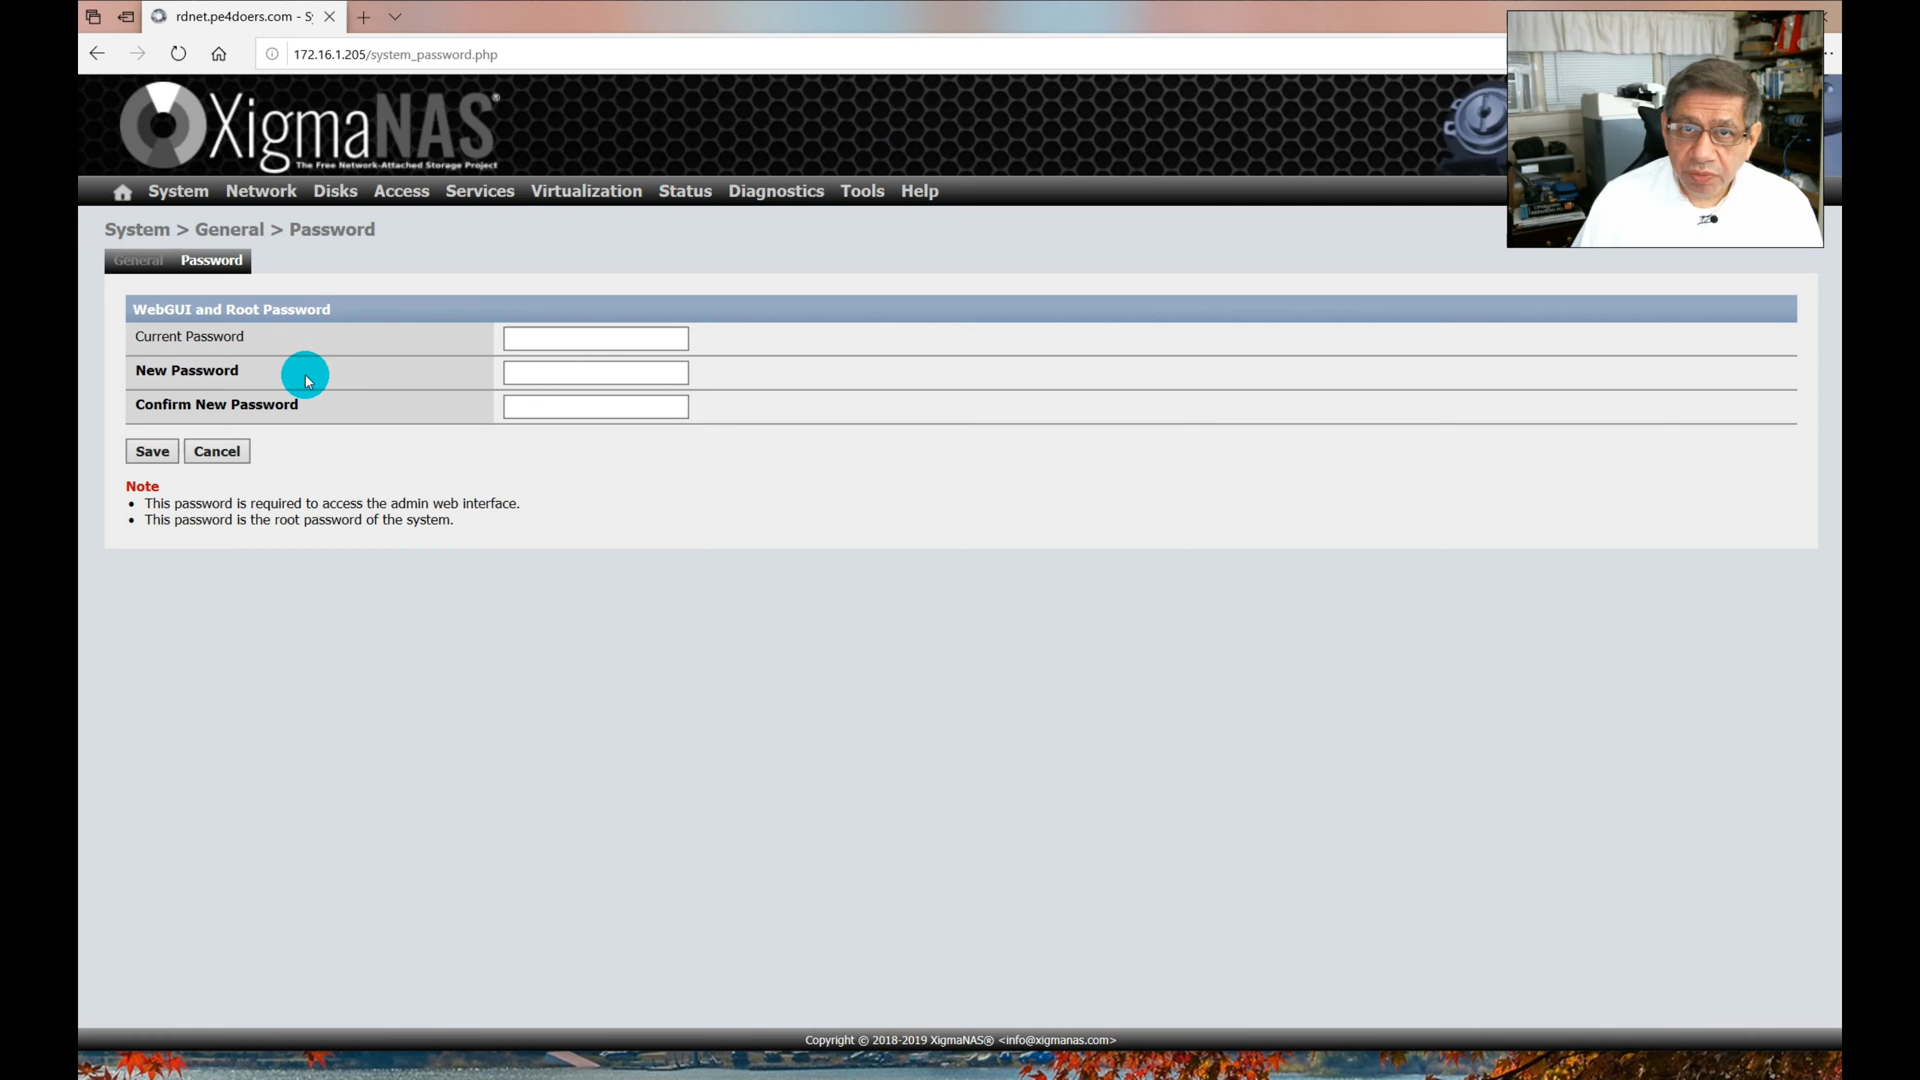 rdnet.pe4doers.com - Sy
172.16.1.205/system_password.php
XigmaNAS®
The Free Network-Attached Storage Project
System Network Disks Access Services Virtualization Status Diagnostics Tools Help
System > General > Password
General Password
WebGUI and Root Password
Current Password
New Password
Confirm New Password
Save Cancel
Note
• This password is required to access the admin web interface.
• This password is the root password of the system.
Copyright © 2018-2019 XigmaNAS® <info@xigmanas.com>